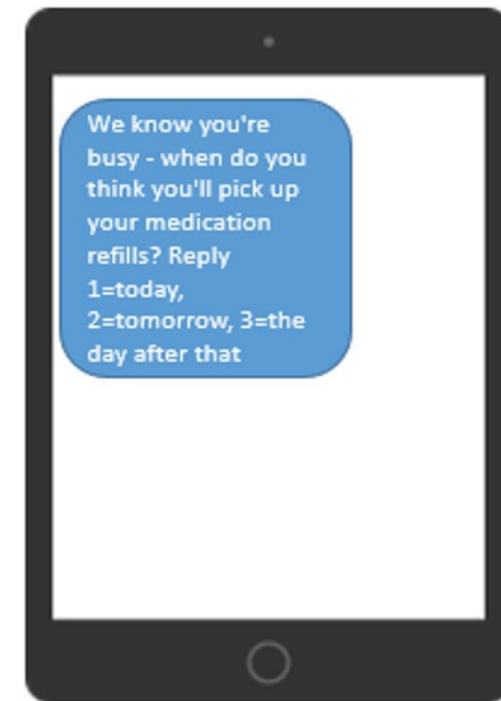 We know you're
busy - when do you
think you'll pick up
your medication
refills? Reply
1=today,
2=tomorrow, 3=the
day after that